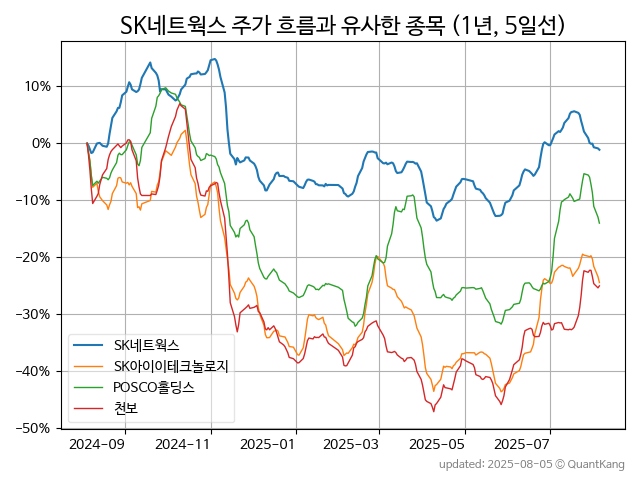 SK네트웍스 주가 흐름과 유사한 종목 (1년, 5일선)
10%
0%
−10%
−20%
−30%
−40%
−50%
SK네트웍스
SK아이이테크놀로지
POSCO홀딩스
천보
2024-09
2024-11
2025-01
2025-03
2025-05
2025-07
updated: 2025-08-05 © QuantKang